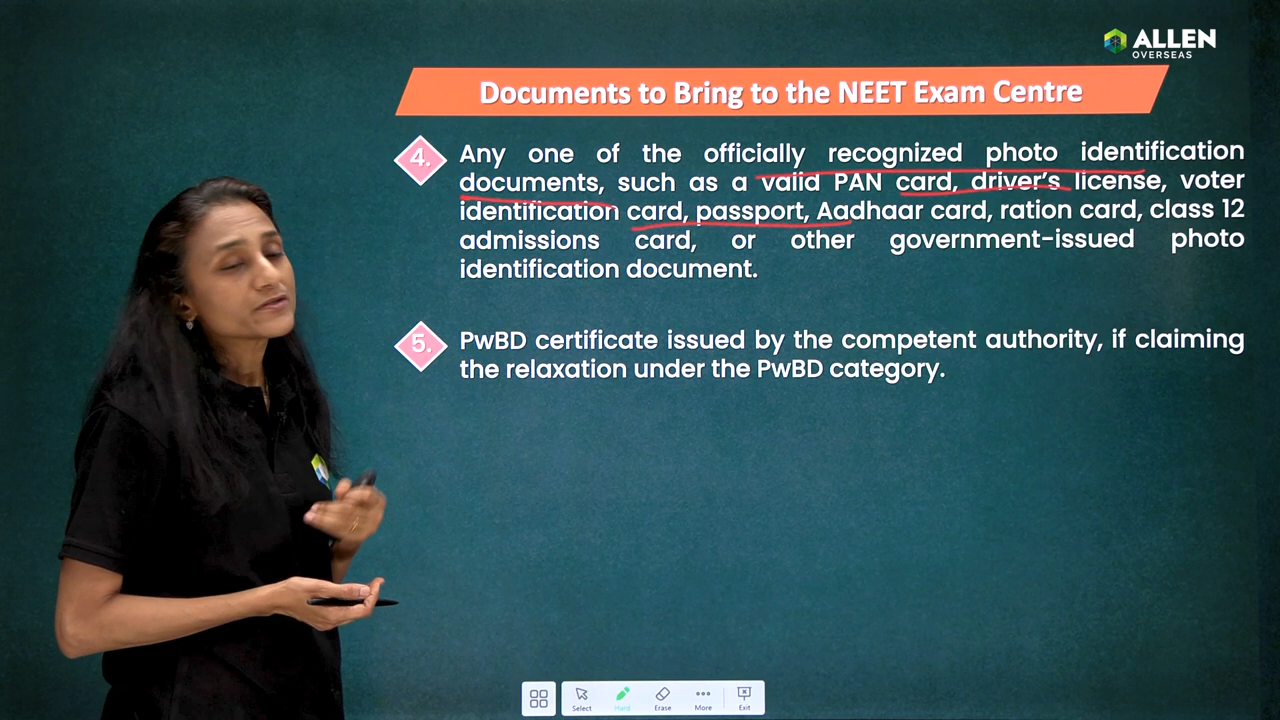 ALLEN
OVERSEAS
Documents to Bring to the NEET Exam Centre
4. Any one of the officially recognized photo identification
documents, such as a valid PAN card, driver's license, voter
identification card, passport, Aadhaar card, ration card, class 12
admissions card, or other government-issued photo
identification document.
5. PwBD certificate issued by the competent authority, if claiming
the relaxation under the PwBD category.
Select Hard Erase More Exit